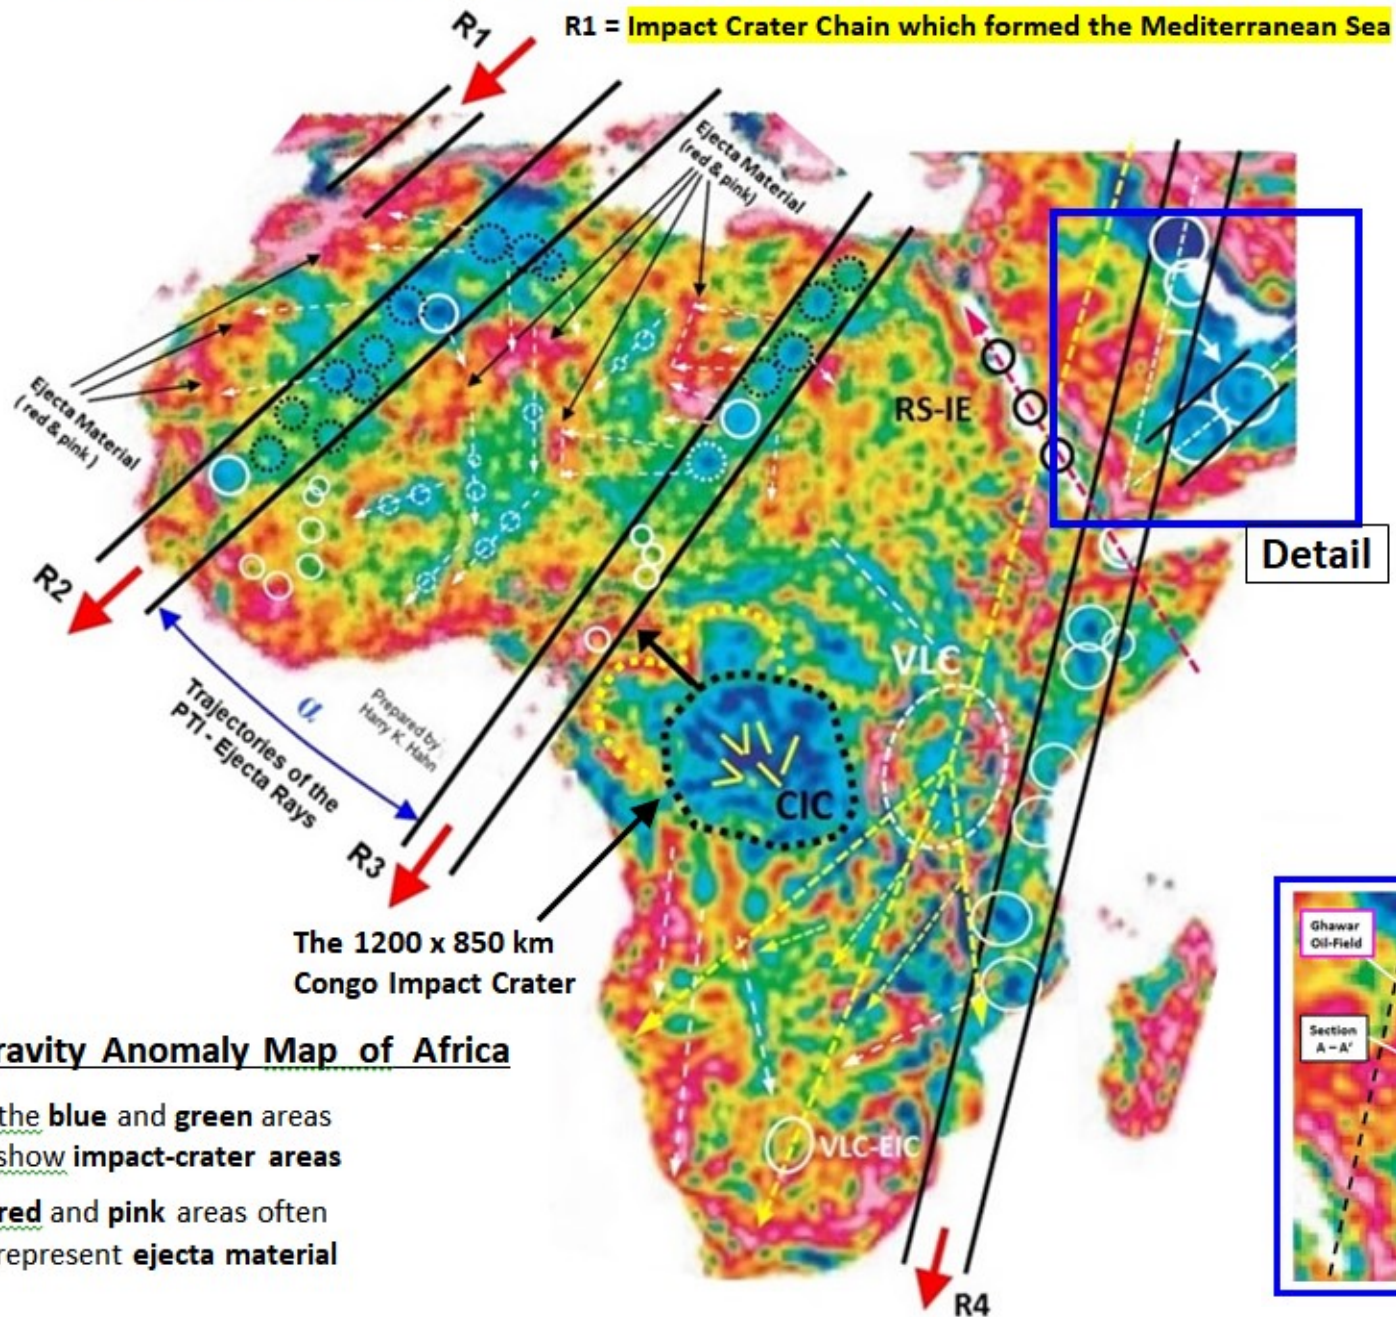 R1
R1 = Impact Crater Chain which formed the Mediterranean Sea
Ejecta Material
(red & pink)
Ejecta Material
( red & pink )
RS-IE
Detail
R2
VLC
α
Prepared by :
Harry K. Hahn
Trajectories of the
PTI - Ejecta Rays
CIC
R3
The 1200 x 850 km
Congo Impact Crater
Ghawar
Oil-Field
Section
A – A'
ravity Anomaly Map of Africa
the blue and green areas
show impact-crater areas
VLC-EIC
red and pink areas often
represent ejecta material
R4